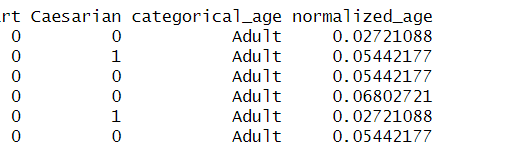 rt Caesarian categorical_age normalized_age
0 0 Adult 0.02721088
0 1 Adult 0.05442177
0 0 Adult 0.05442177
0 0 Adult 0.06802721
0 1 Adult 0.02721088
0 0 Adult 0.05442177